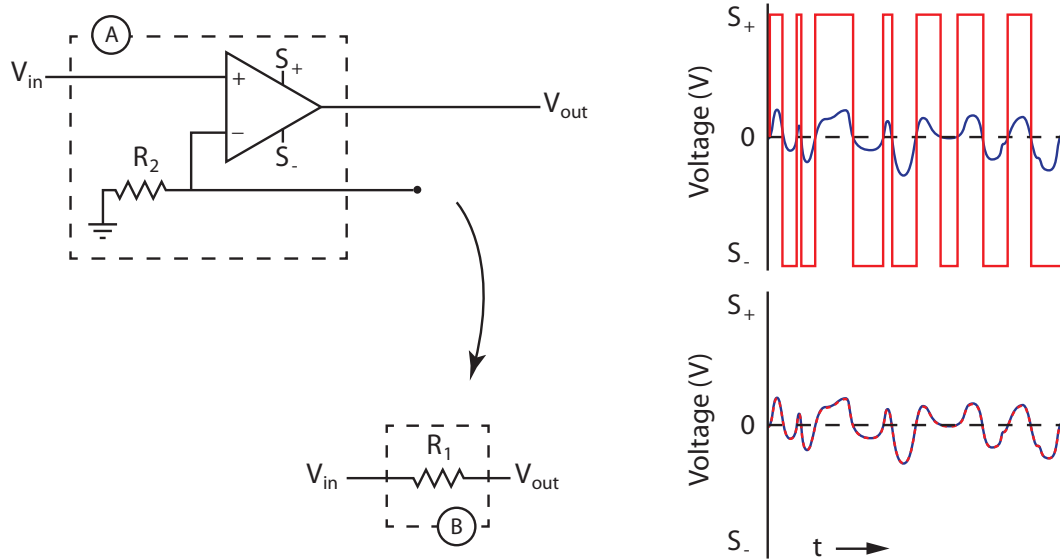 A
V_in
+
S_+
V_out
−
S_-
R_2
R_1
V_in
V_out
B
S_+
Voltage (V)
0
S_-
S_+
Voltage (V)
0
S_-
t